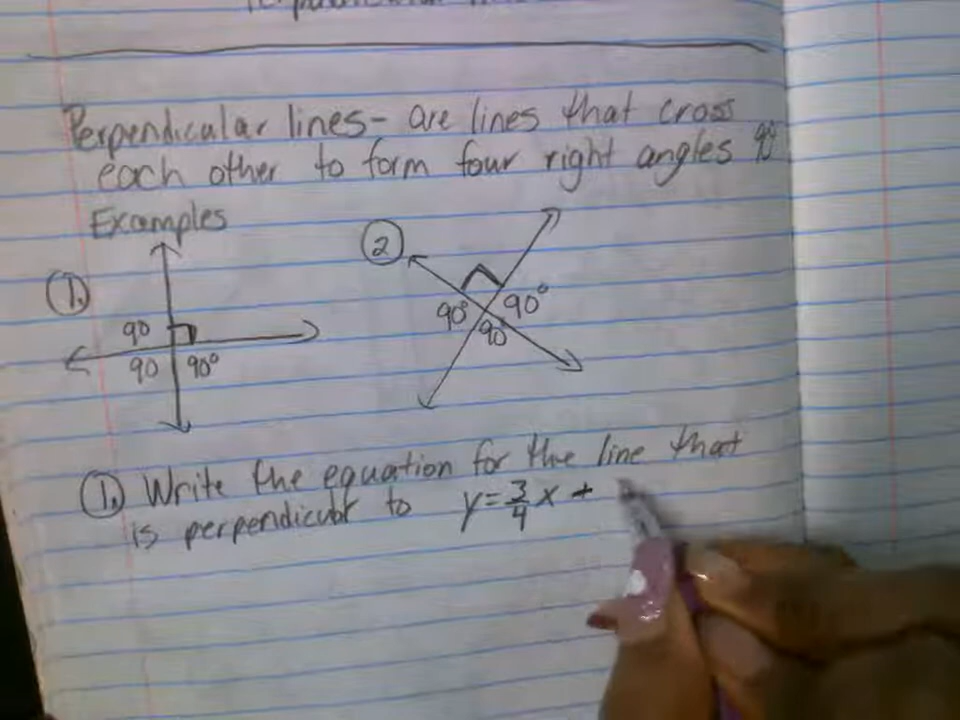 Perpendicular lines- are lines that cross
each other to form four right angles 90°
Examples
1.
90
90
90°
2
90°
90°
90
1. Write the equation for the line that
is perpendicular to y=3/4 x +